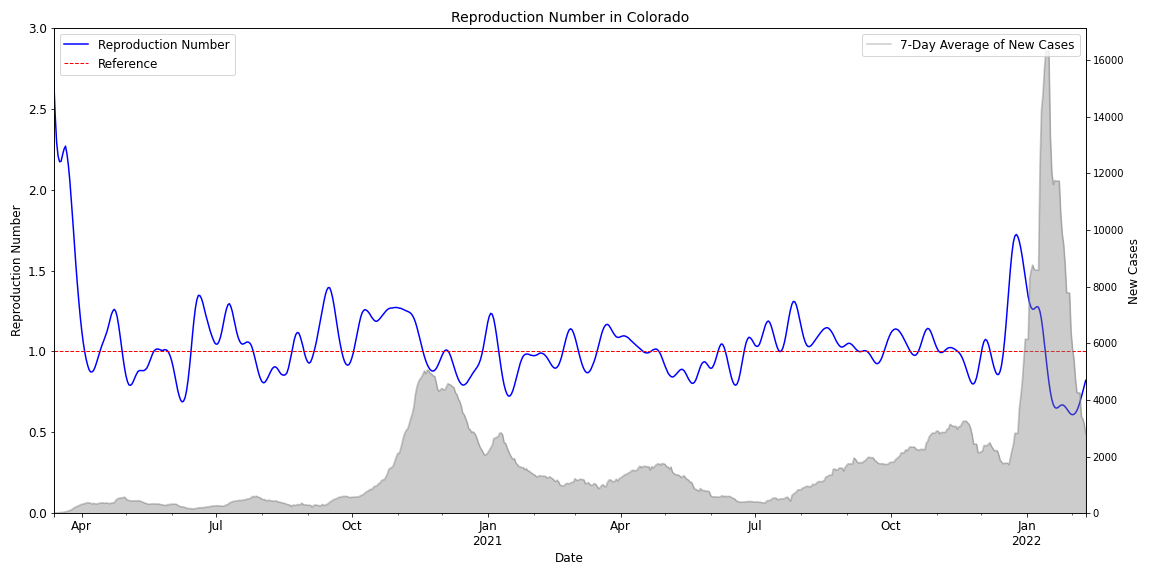 Reproduction Number in Colorado
Reproduction Number
Reference
7-Day Average of New Cases
3.0
2.5
2.0
1.5
1.0
0.5
0.0
Reproduction Number
16000
14000
12000
10000
8000
6000
4000
2000
0
New Cases
Apr
Jul
Oct
Jan
2021
Apr
Jul
Oct
Jan
2022
Date